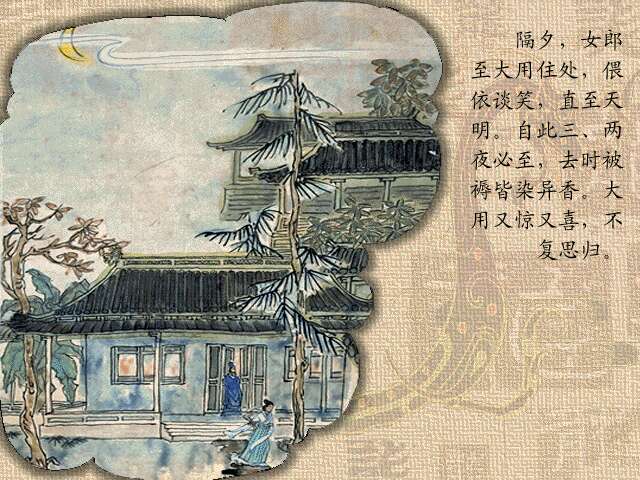 隔夕，女郎
至大用住处，偎
依谈笑，直至天
明。自此三、两
夜必至，去时被
褥皆染异香。大
用又惊又喜，不
复思归。